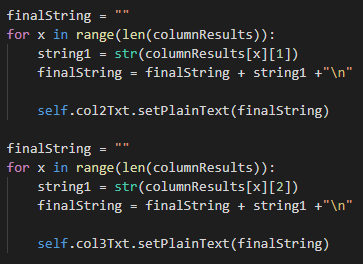 finalString = ""
for x in range(len(columnResults)):
    string1 = str(columnResults[x][1])
    finalString = finalString + string1 +"\n"

    self.col2Txt.setPlainText(finalString)

finalString = ""
for x in range(len(columnResults)):
    string1 = str(columnResults[x][2])
    finalString = finalString + string1 +"\n"

    self.col3Txt.setPlainText(finalString)